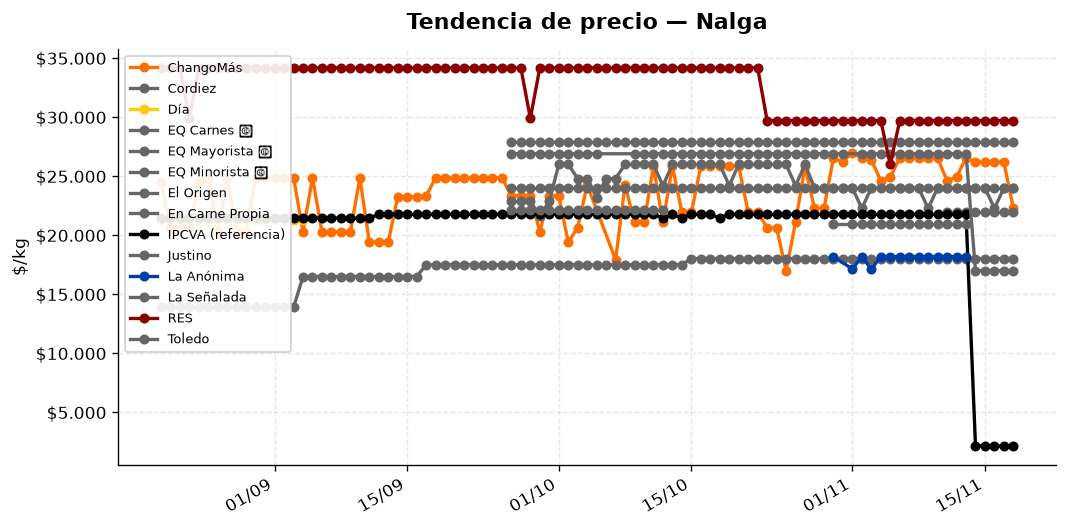 Tendencia de precio — Nalga
$/kg
$35.000
$30.000
$25.000
$20.000
$15.000
$10.000
$5.000
ChangoMás
Cordiez
Día
EQ Carnes
EQ Mayorista
EQ Minorista
El Origen
En Carne Propia
IPCVA (referencia)
Justino
La Anónima
La Señalada
RES
Toledo
01/09
15/09
01/10
15/10
01/11
15/11